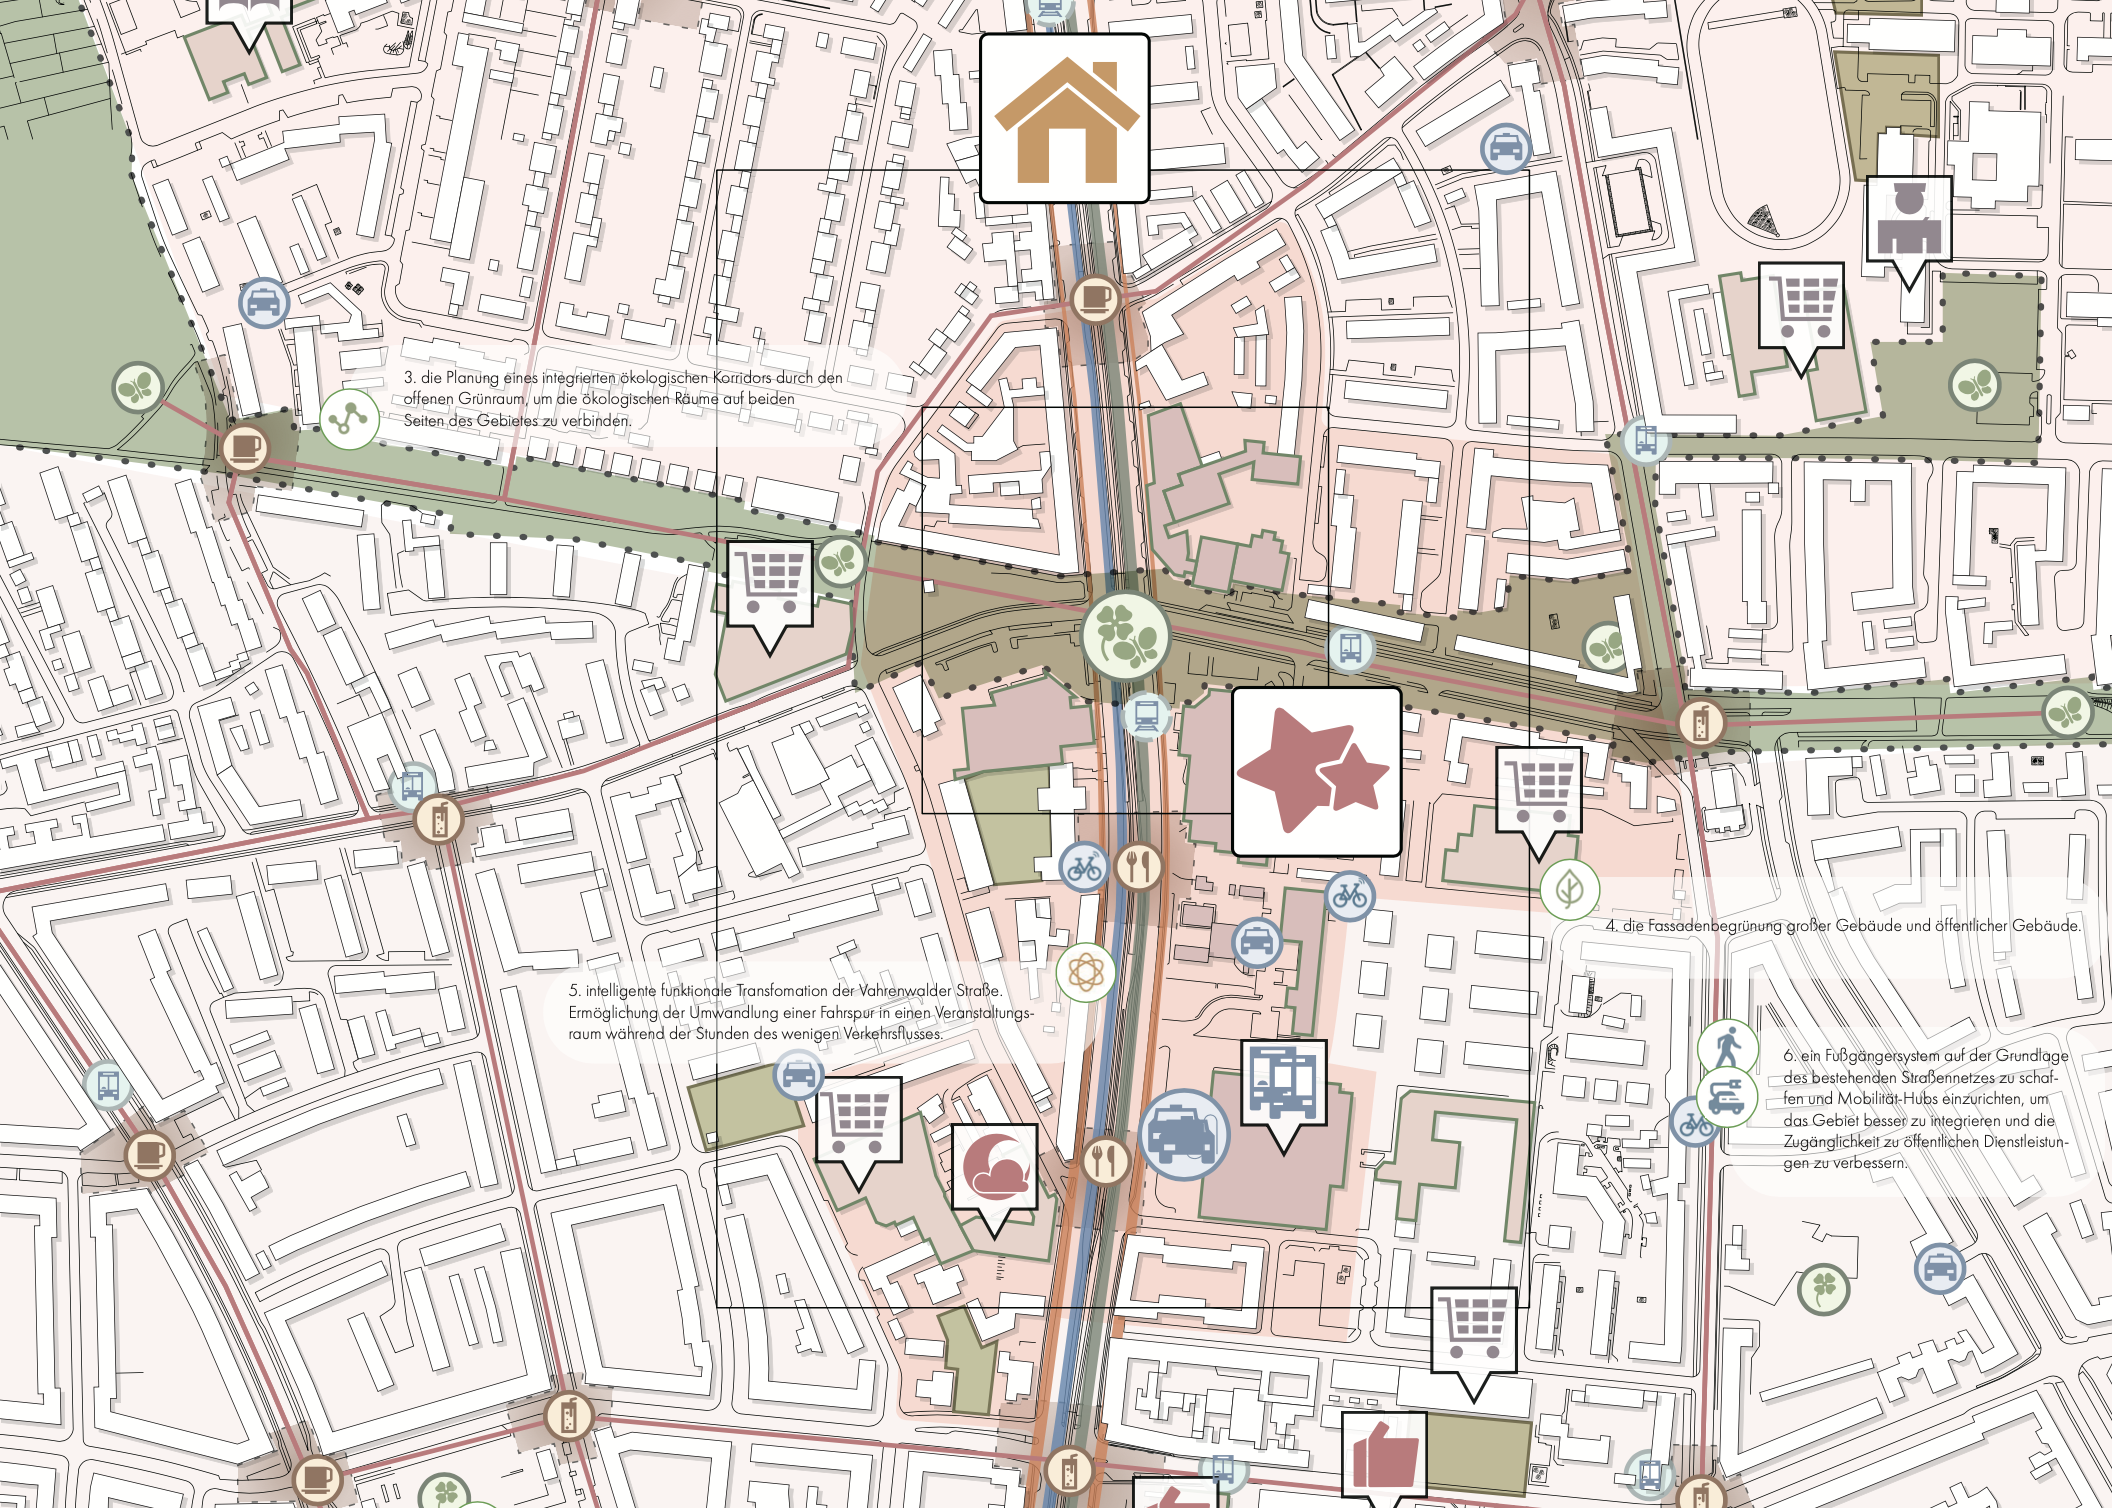 3. die Planung eines integrierten ökologischen Korridors durch den
offenen Grünraum, um die ökologischen Räume auf beiden
Seiten des Gebietes zu verbinden.
4. die Fassadenbegrünung großer Gebäude und öffentlicher Gebäude.
5. intelligente funktionale Transfomation der Vahrenwalder Straße.
Ermöglichung der Umwandlung einer Fahrspur in einen Veranstaltungs-
raum während der Stunden des wenigen Verkehrsflusses.
6. ein Fußgängersystem auf der Grundlage
des bestehenden Straßennetzes zu schaf-
fen und Mobilität-Hubs einzurichten, um
das Gebiet besser zu integrieren und die
Zugänglichkeit zu öffentlichen Dienstleistun-
gen zu verbessern.